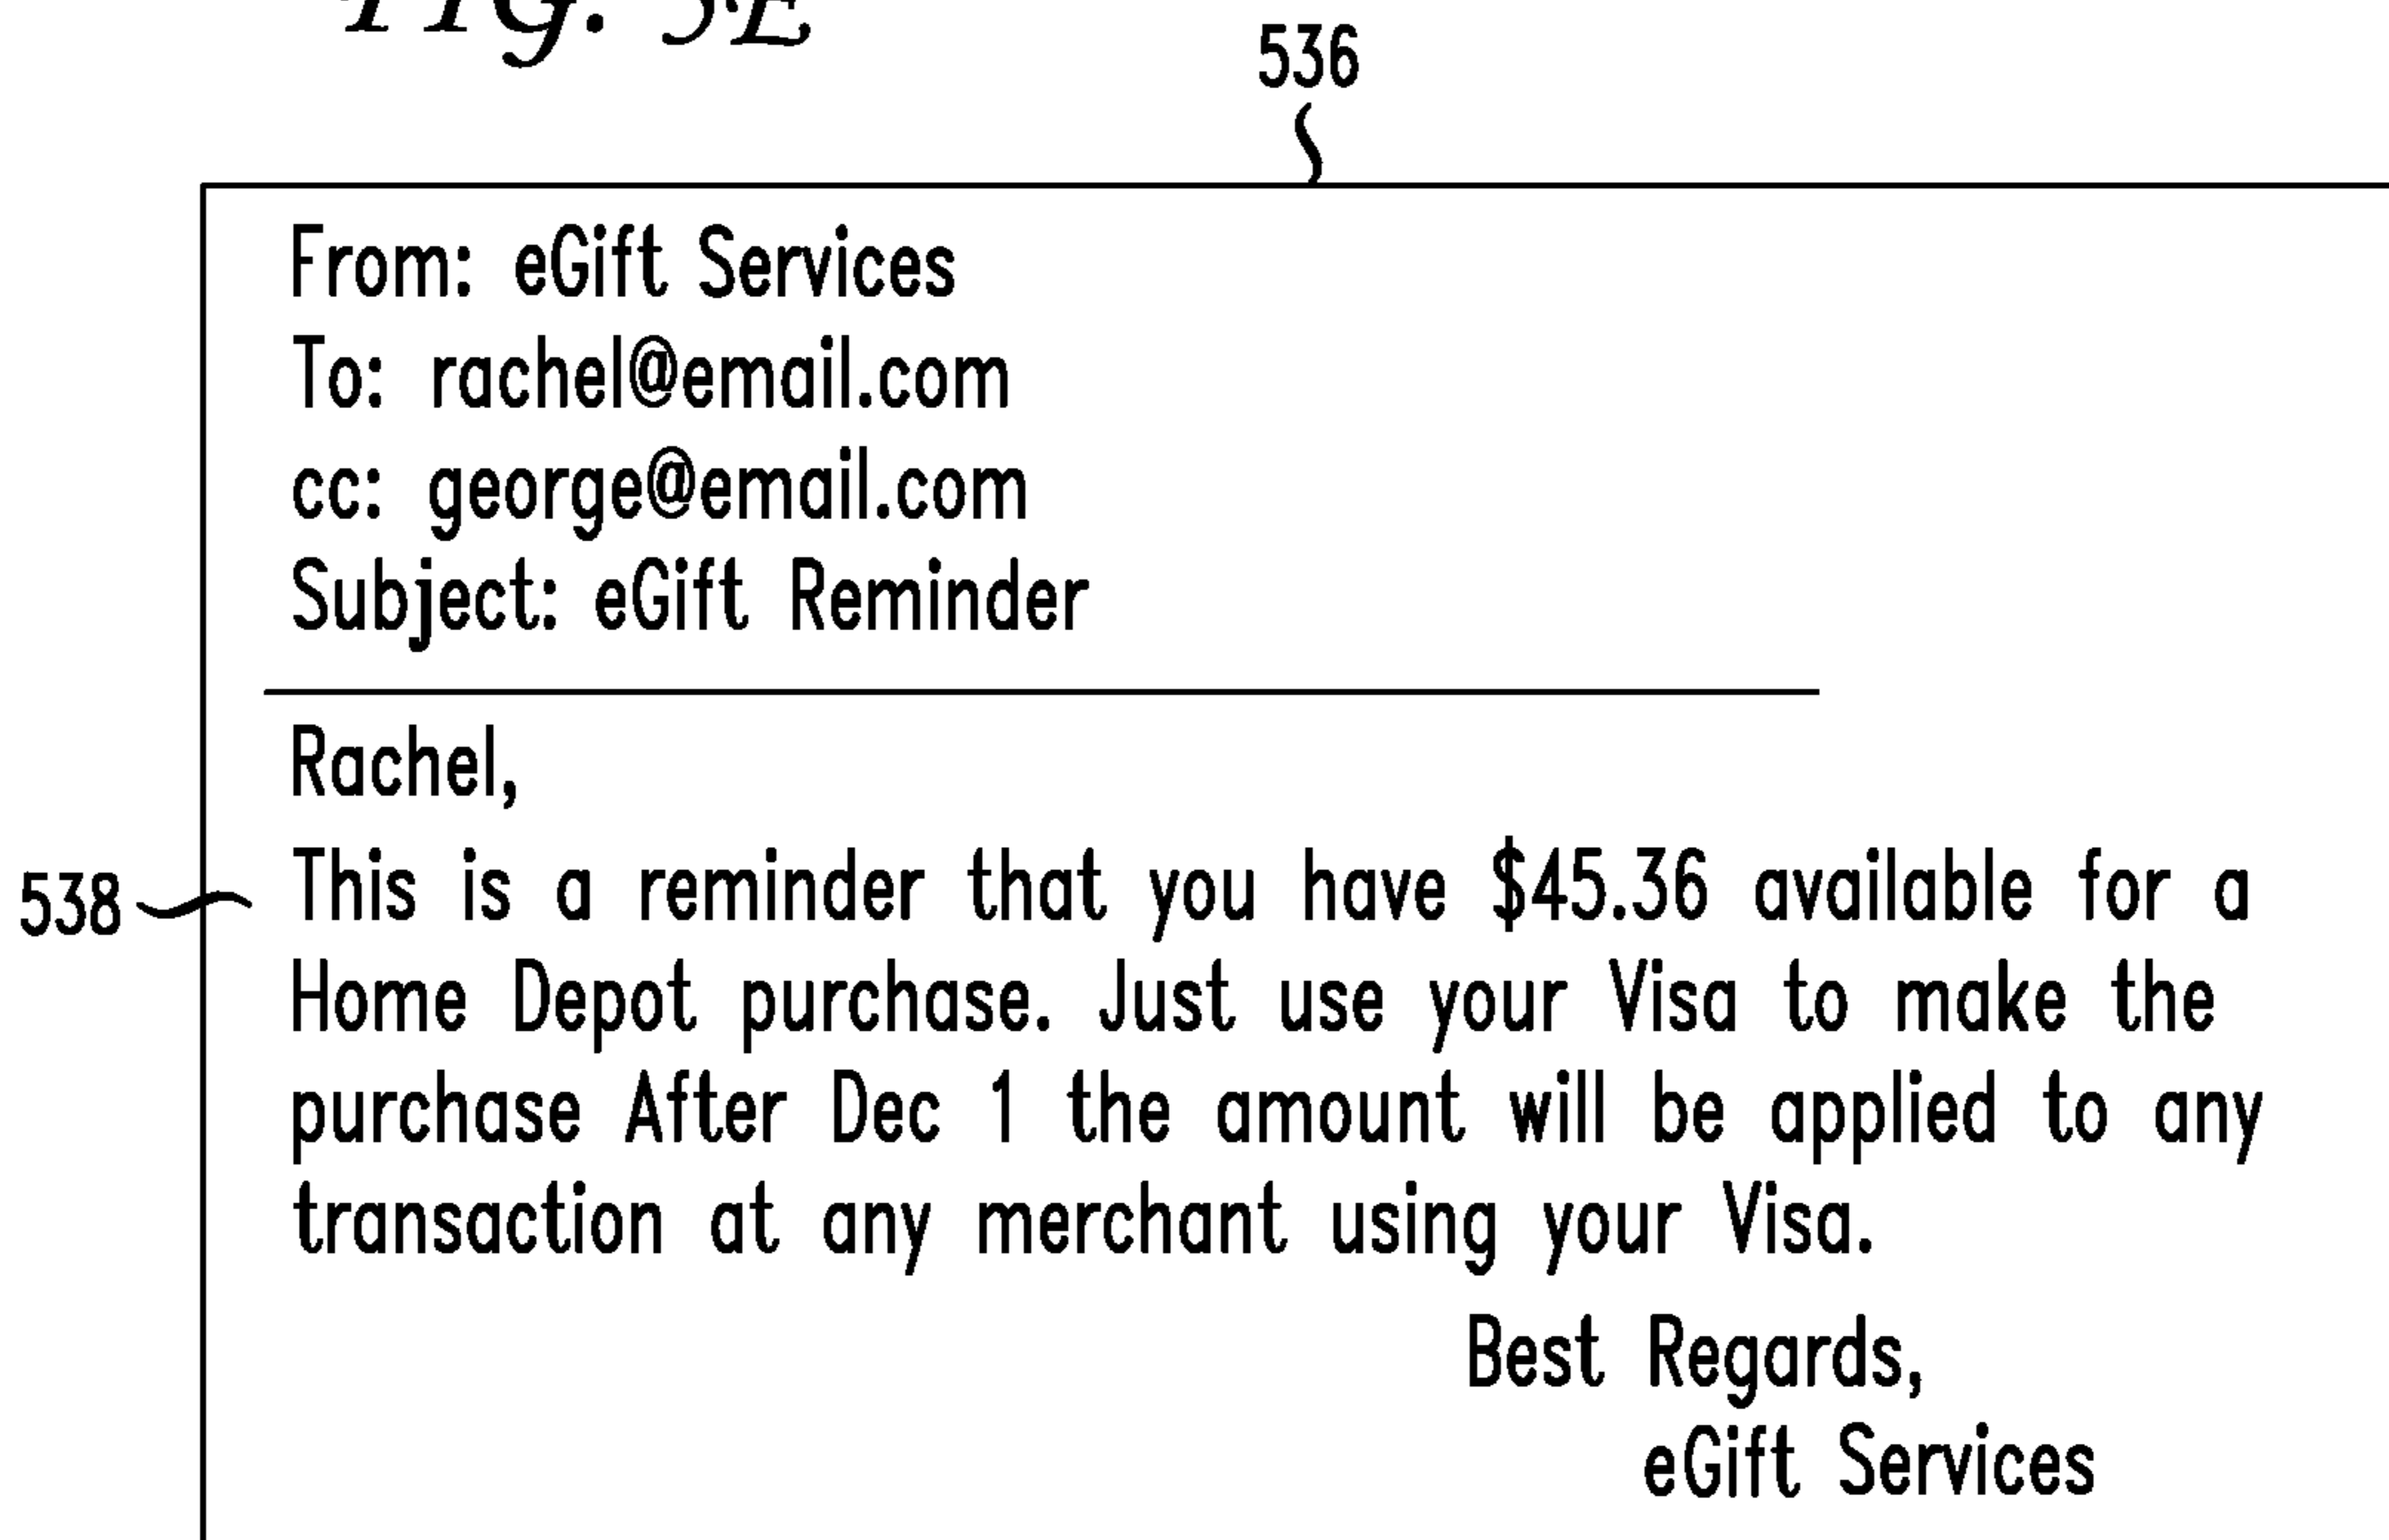 FIG. 5E
536
From: eGift Services
To: rachel@email.com
cc: george@email.com
Subject: eGift Reminder
Rachel,
538
This is a reminder that you have $45.36 available for a
Home Depot purchase. Just use your Visa to make the
purchase After Dec 1 the amount will be applied to any
transaction at any merchant using your Visa.
Best Regards,
eGift Services